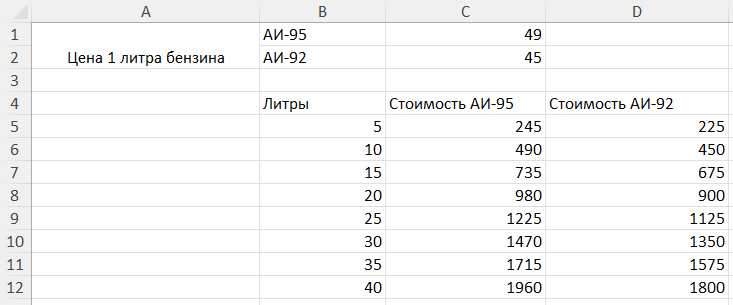 A B C D
1 АИ-95 49
2 Цена 1 литра бензина АИ-92 45
3
4 Литры Стоимость АИ-95 Стоимость АИ-92
5 5 245 225
6 10 490 450
7 15 735 675
8 20 980 900
9 25 1225 1125
10 30 1470 1350
11 35 1715 1575
12 40 1960 1800